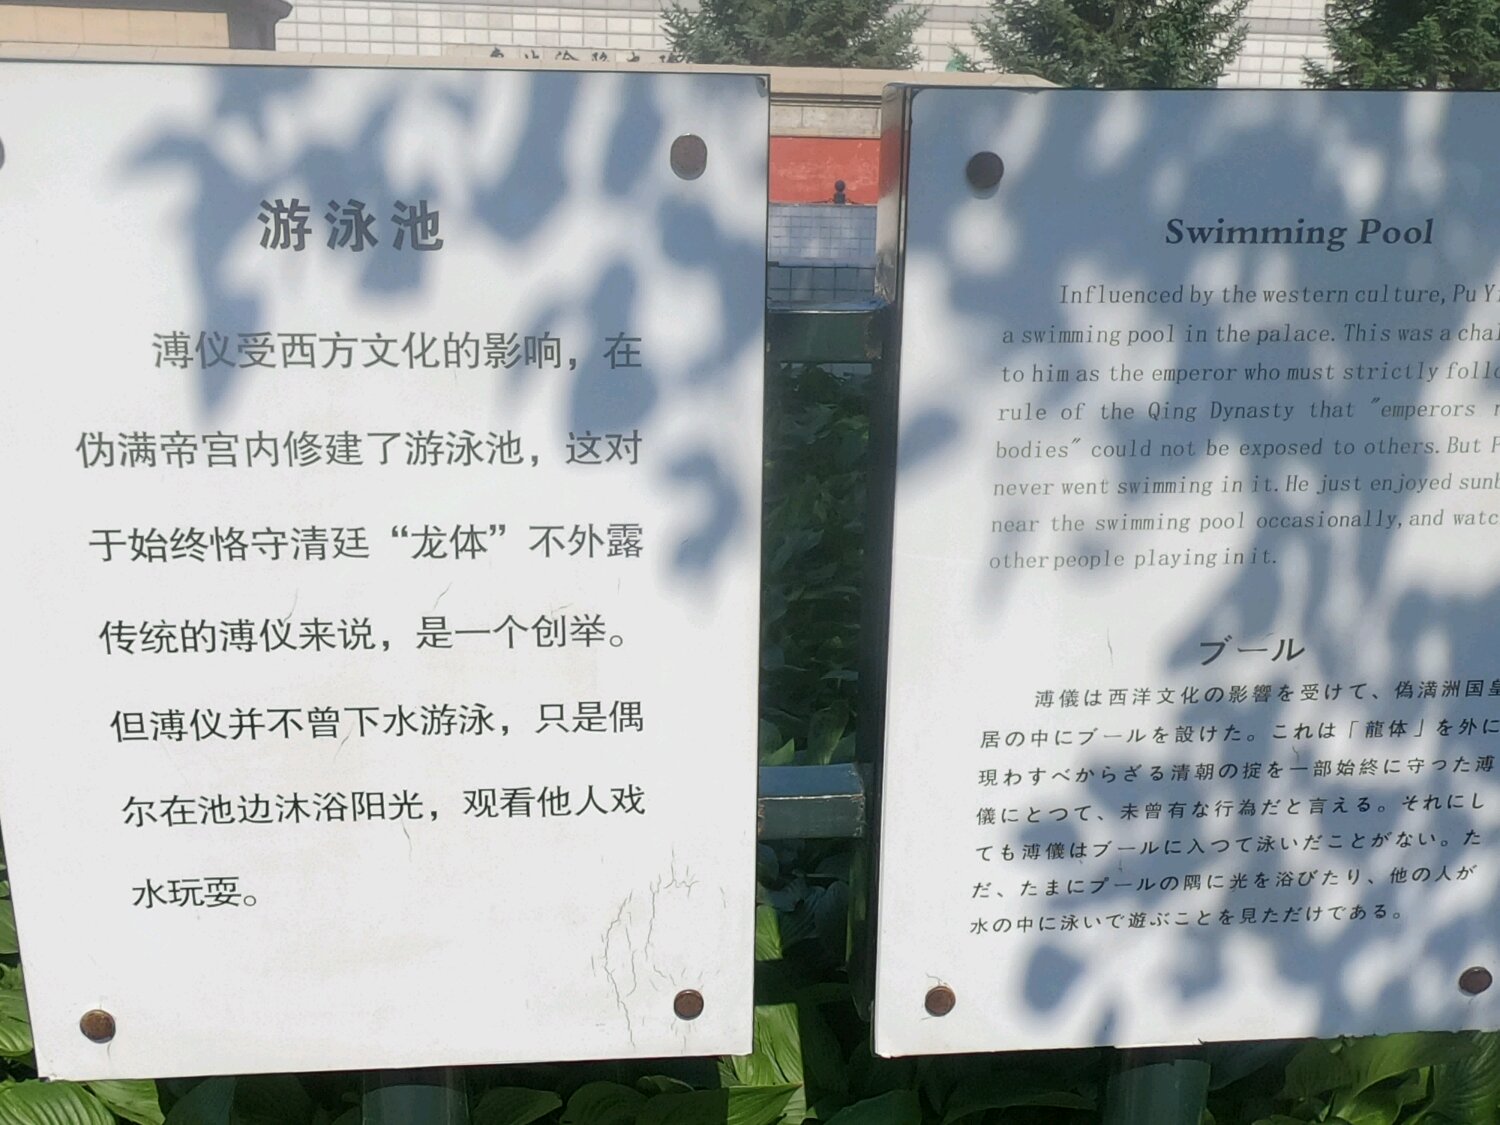 游泳池
溥仪受西方文化的影响，在
伪满帝宫内修建了游泳池，这对
于始终恪守清廷“龙体”不外露
传统的溥仪来说，是一个创举。
但溥仪并不曾下水游泳，只是偶
尔在池边沐浴阳光，观看他人戏
水玩耍。
Swimming Pool
Influenced by the western culture, Pu Yi
a swimming pool in the palace. This was a
to him as the emperor who must strictly
rule of the Qing Dynasty that "emperors
bodies" could not be exposed to others. But
never went swimming in it. He just enjoyed
near the swimming pool occasionally, and
other people playing in it.
ブール
溥儀は西洋文化の影響を受けて、偽満洲国皇
居の中にブールを設けた。これは「龍体」を外に
現わすべからざる清朝の掟を一部始終に守った溥
儀にとつて、未曾有な行為だと言える。それにし
ても溥儀はブールに入つて泳いだことがない。た
だ、たまにプールの隅に光を浴びたり、他の人が
水の中に泳いで遊ぶことを見ただけである。